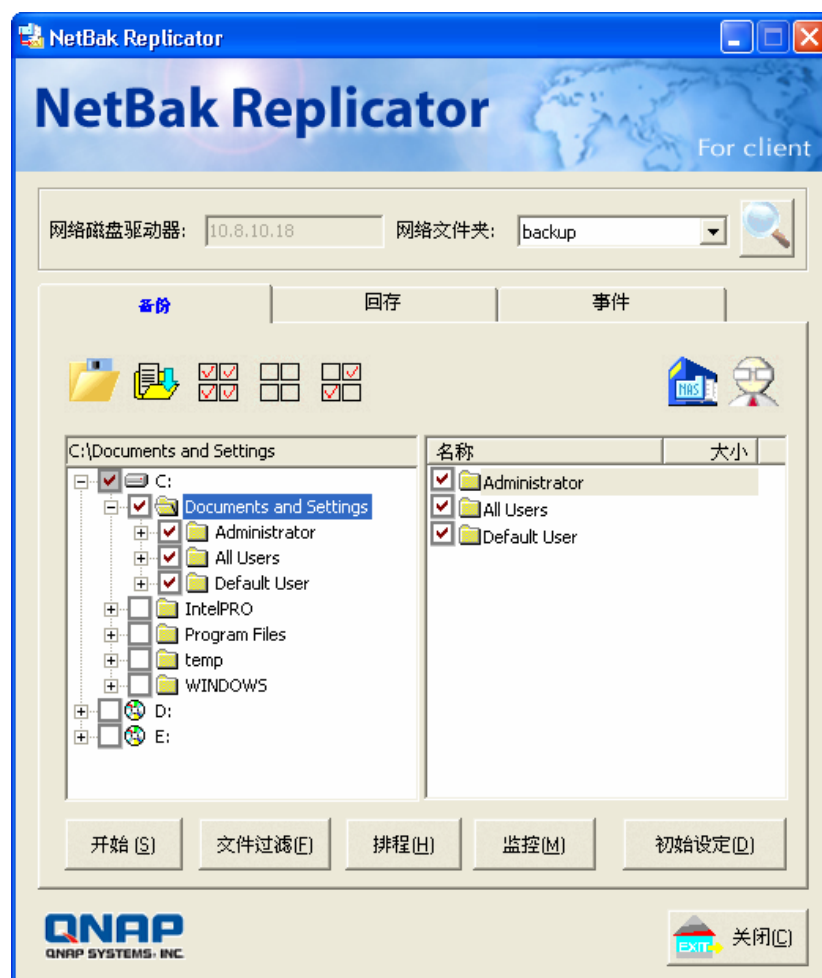 NetBak Replicator
NetBak Replicator
For client
网络磁盘驱动器: 10.8.10.18 网络文件夹: backup
备份 回存 事件
NAS
C:\Documents and Settings
名称 大小
C:
Documents and Settings
Administrator
All Users
Default User
IntelPRO
Program Files
temp
WINDOWS
D:
E:
Administrator
All Users
Default User
开始 (S) 文件过滤(F) 排程(H) 监控(M) 初始设定(D)
QNAP
QNAP SYSTEMS, INC.
EXIT 关闭(C)